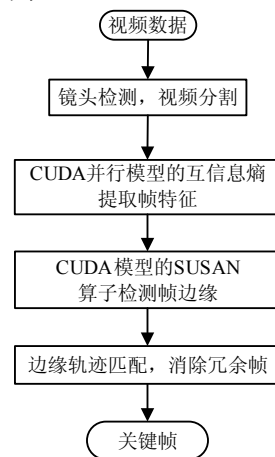 视频数据
镜头检测，视频分割
CUDA并行模型的互信息熵
提取帧特征
CUDA模型的SUSAN
算子检测帧边缘
边缘轨迹匹配，消除冗余帧
关键帧